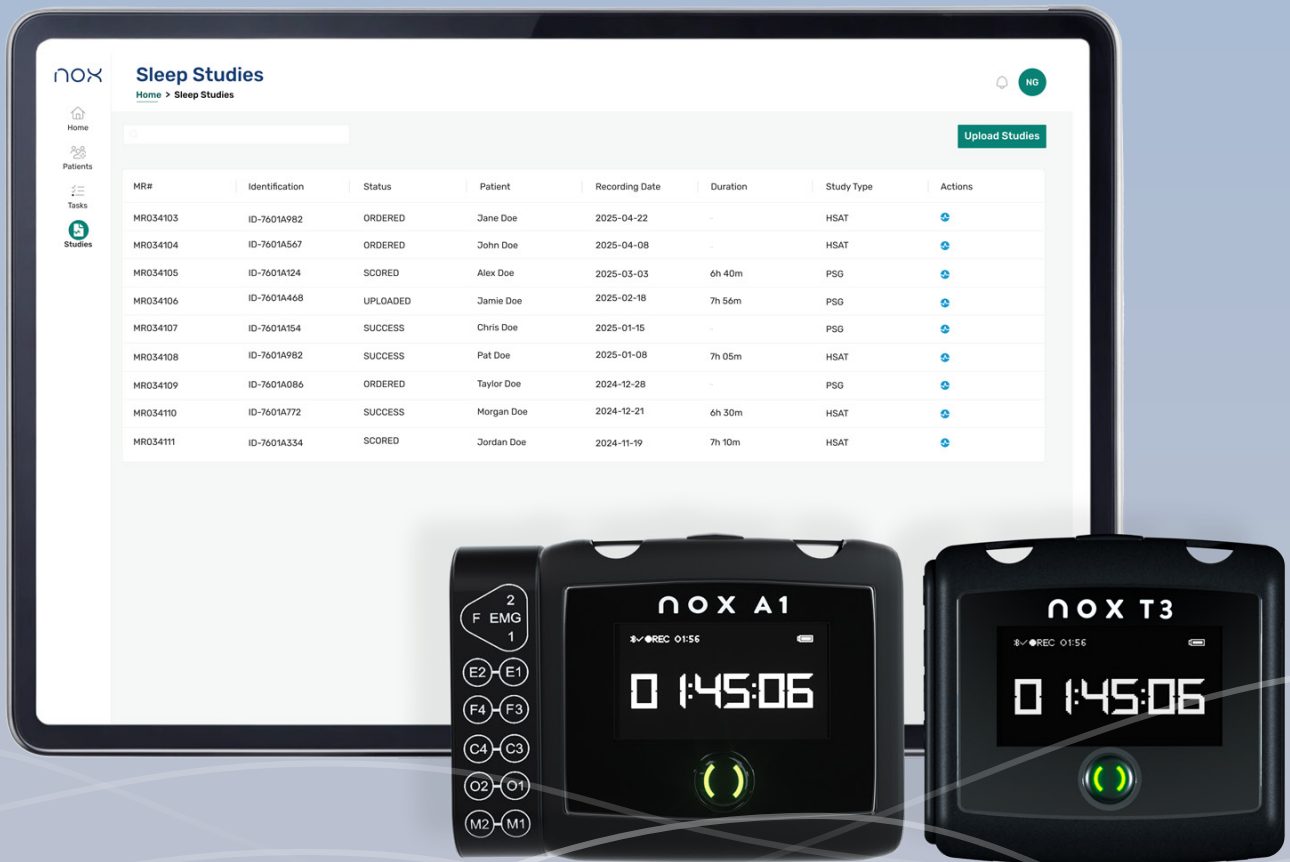 nox
Sleep Studies
Home > Sleep Studies
NG
Home
Patients
Tasks
Studies
Upload Studies
MR# Identification Status Patient Recording Date Duration Study Type Actions
MR034103 ID-7601A982 ORDERED Jane Doe 2025-04-22 - HSAT
MR034104 ID-7601A567 ORDERED John Doe 2025-04-08 - HSAT
MR034105 ID-7601A124 SCORED Alex Doe 2025-03-03 6h 40m PSG
MR034106 ID-7601A468 UPLOADED Jamie Doe 2025-02-18 7h 56m PSG
MR034107 ID-7601A154 SUCCESS Chris Doe 2025-01-15 - PSG
MR034108 ID-7601A982 SUCCESS Pat Doe 2025-01-08 7h 05m HSAT
MR034109 ID-7601A086 ORDERED Taylor Doe 2024-12-28 - PSG
MR034110 ID-7601A772 SUCCESS Morgan Doe 2024-12-21 6h 30m HSAT
MR034111 ID-7601A334 SCORED Jordan Doe 2024-11-19 7h 10m HSAT
2
F EMG
1
E2 E1
F4 F3
C4 C3
O2 O1
M2 M1
nox A1
REC 01:56
01:45:06
nox T3
REC 01:56
01:45:06